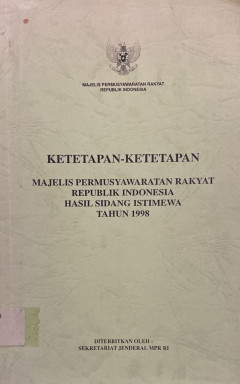 MAJELIS PERMUSYAWARATAN RAKYAT
REPUBLIK INDONESIA
KETETAPAN-KETETAPAN
MAJELIS PERMUSYAWARATAN RAKYAT
REPUBLIK INDONESIA
HASIL SIDANG ISTIMEWA
TAHUN 1998
DITERBITKAN OLEH :
SEKRETARIAT JENDERAL MPR RI